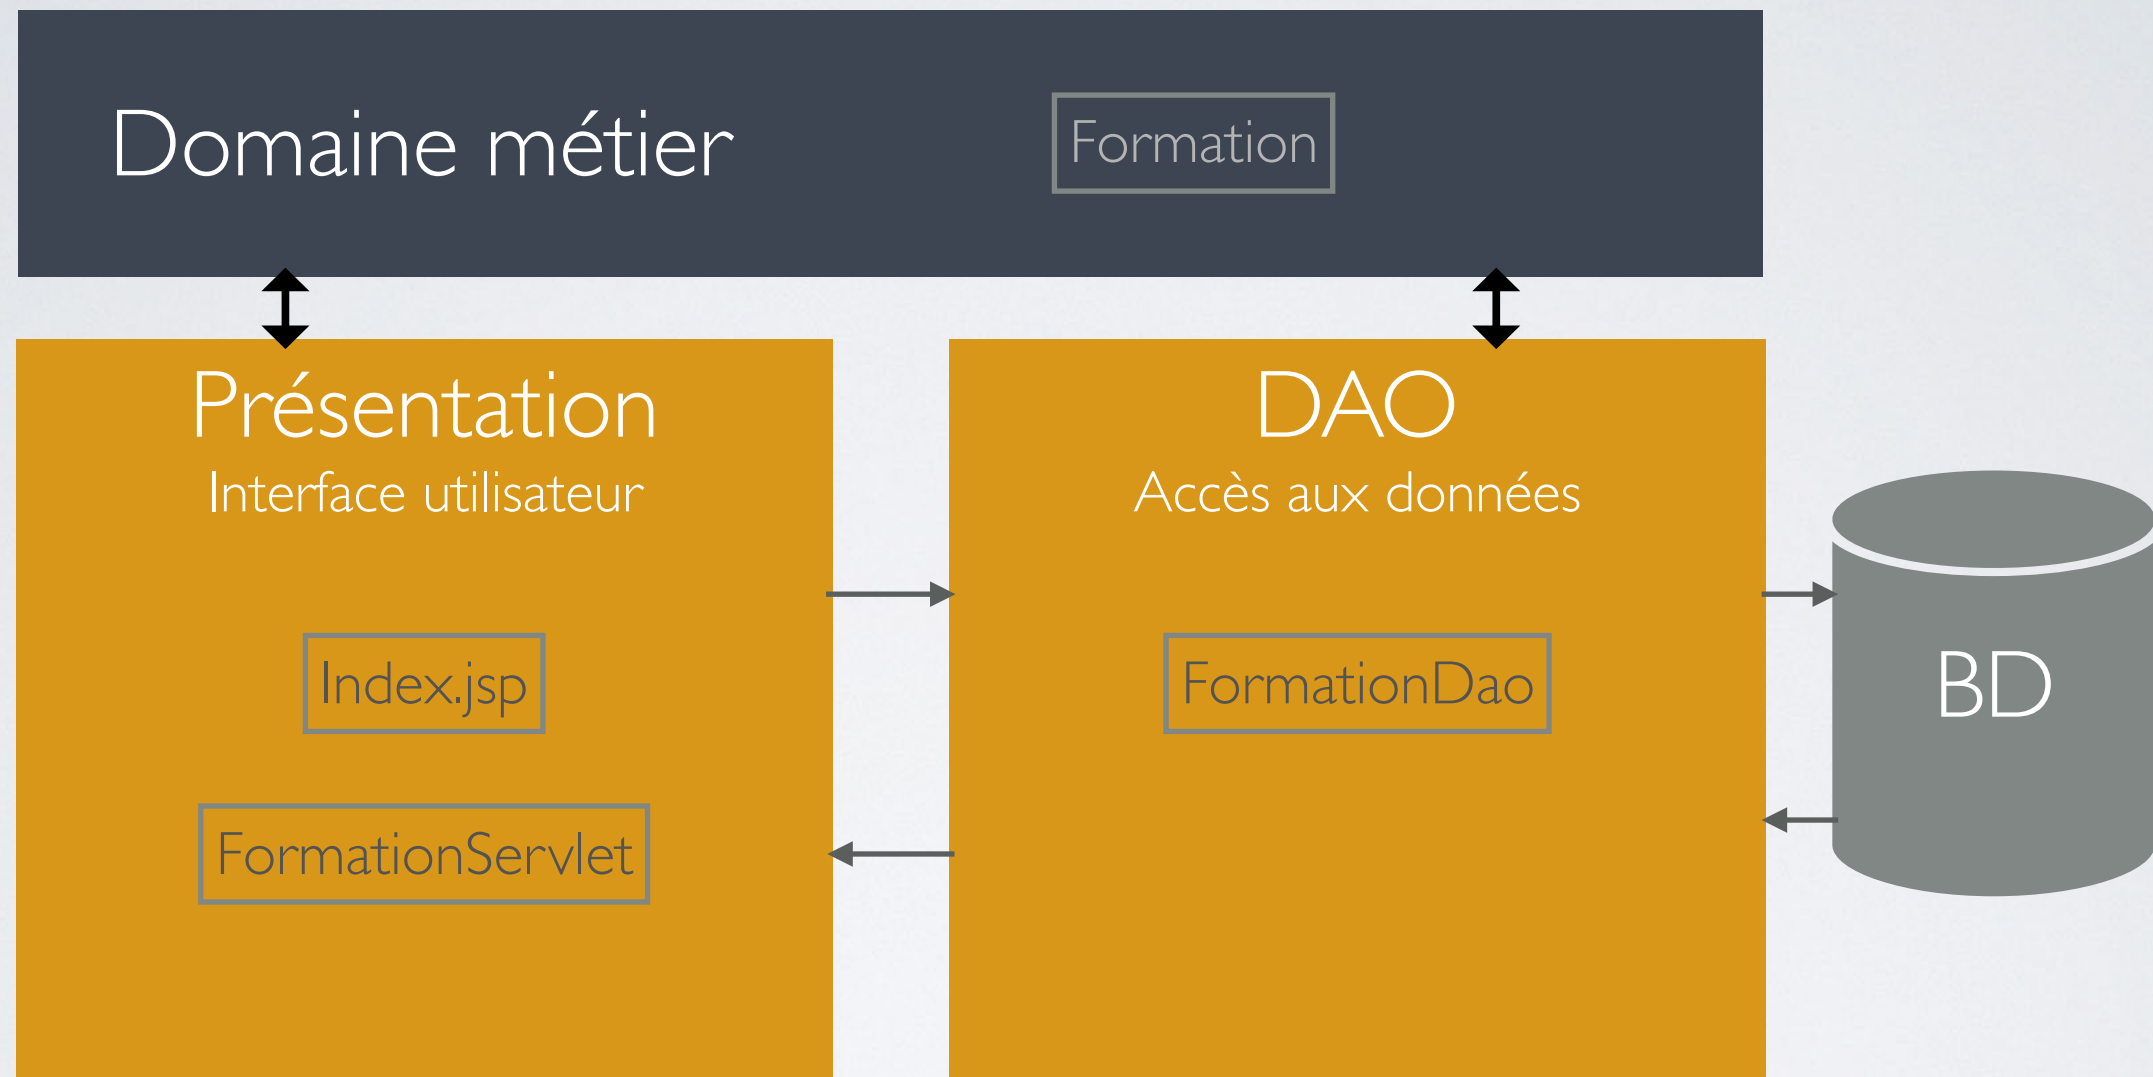 Domaine métier
Formation
Présentation
Interface utilisateur
Index.jsp
FormationServlet
DAO
Accès aux données
FormationDao
BD